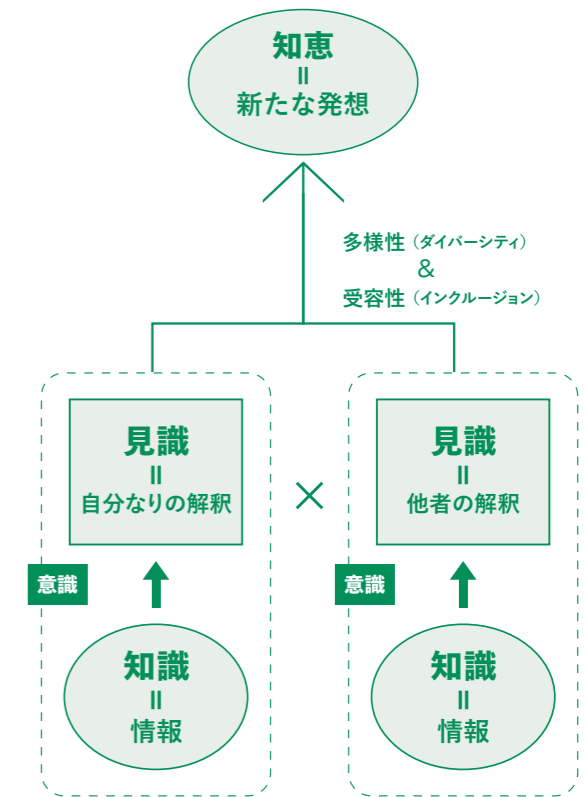 知恵
=
新たな発想
多様性（ダイバーシティ）
&
受容性（インクルージョン）
見識
=
自分なりの解釈
×
見識
=
他者の解釈
意識
意識
知識
=
情報
知識
=
情報